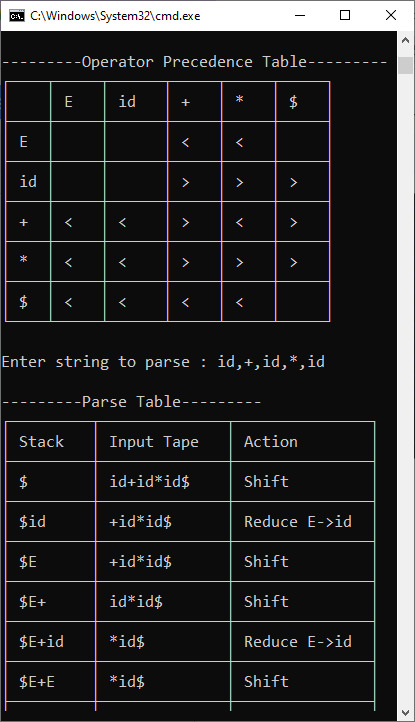 C:\Windows\System32\cmd.exe
---------Operator Precedence Table---------
E id + * $
E < <
id > > >
+ < < > < >
* < < > > >
$ < < < <
Enter string to parse : id,+,id,*,id
---------Parse Table---------
Stack Input Tape Action
$ id+id*id$ Shift
$id +id*id$ Reduce E->id
$E +id*id$ Shift
$E+ id*id$ Shift
$E+id *id$ Reduce E->id
$E+E *id$ Shift